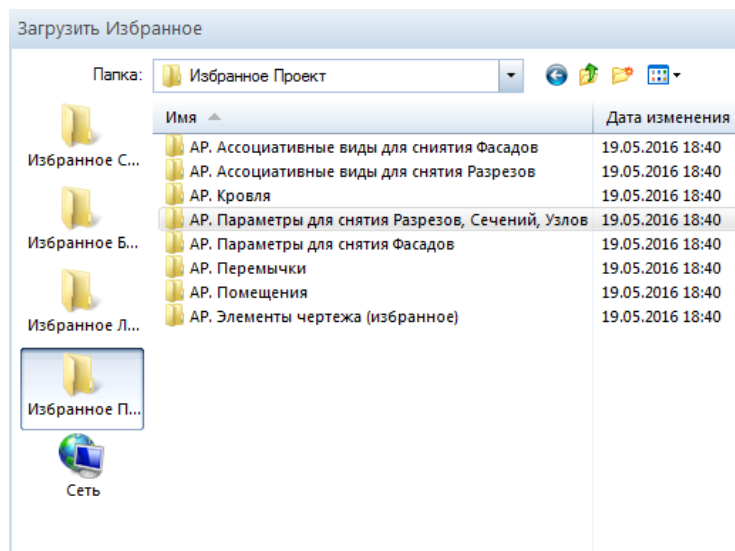 Загрузить Избранное
Папка: Избранное Проект
Имя Дата изменения
АР. Ассоциативные виды для сниятия Фасадов 19.05.2016 18:40
АР. Ассоциативные виды для снятия Разрезов 19.05.2016 18:40
АР. Кровля 19.05.2016 18:40
АР. Параметры для снятия Разрезов, Сечений, Узлов 19.05.2016 18:40
АР. Параметры для снятия Фасадов 19.05.2016 18:40
АР. Перемычки 19.05.2016 18:40
АР. Помещения 19.05.2016 18:40
АР. Элементы чертежа (избранное) 19.05.2016 18:40
Избранное С...
Избранное Б...
Избранное Л...
Избранное П...
Сеть